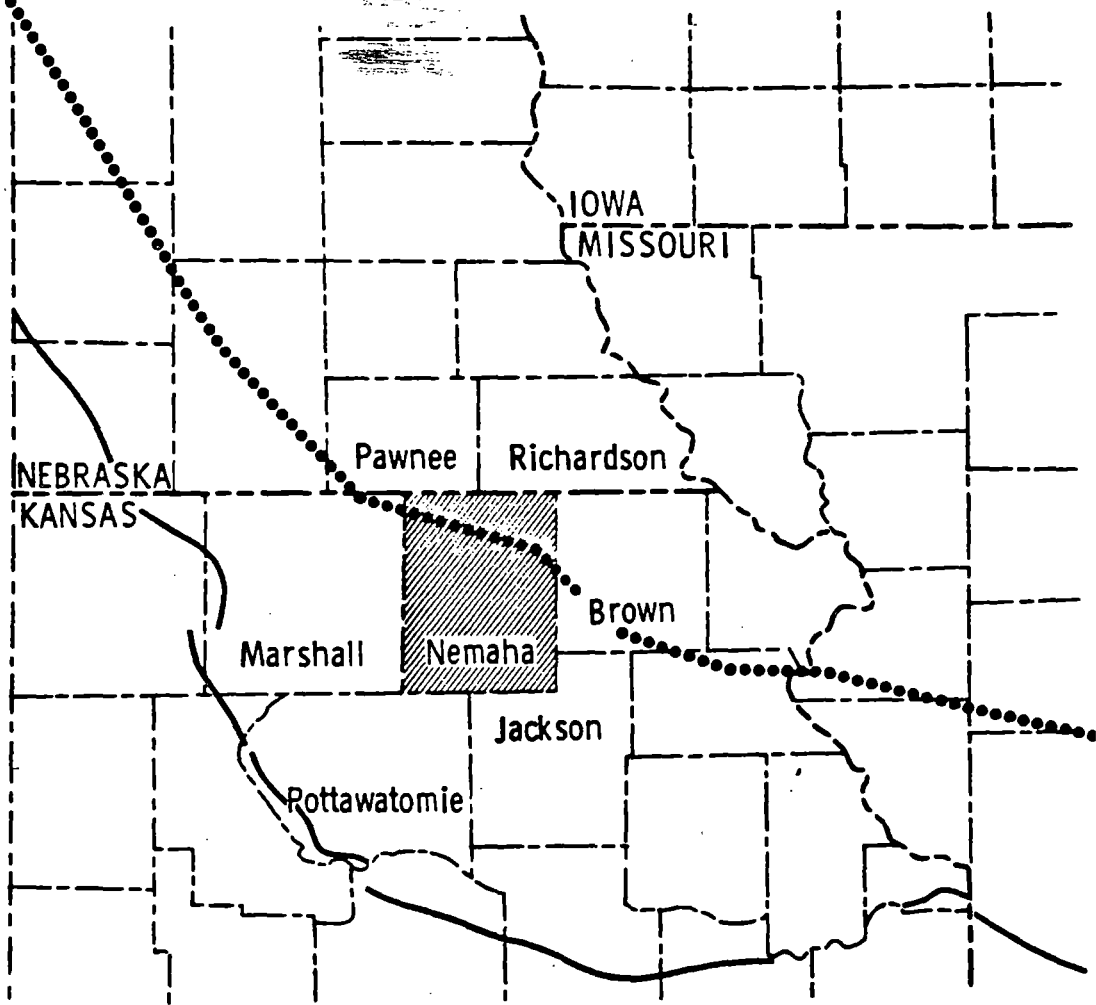 IOWA
MISSOURI
Pawnee
Richardson
NEBRASKA
KANSAS
Brown
Marshall
Nemaha
Jackson
Pottawatomie